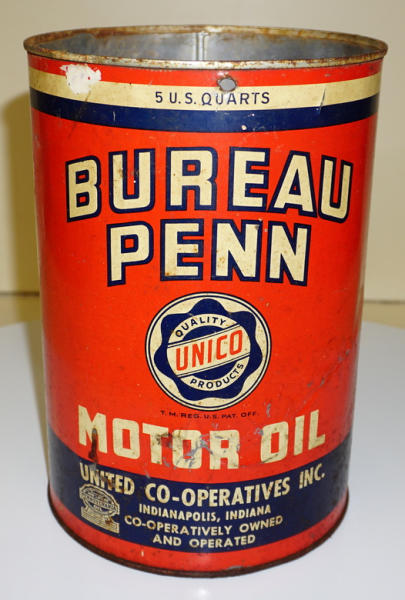 5 U.S. QUARTS
BUREAU
PENN
QUALITY
UNICO
PRODUCTS
T.M. REG. U.S. PAT. OFF.
MOTOR OIL
UNITED CO-OPERATIVES INC.
INDIANAPOLIS, INDIANA
CO-OPERATIVELY OWNED
AND OPERATED